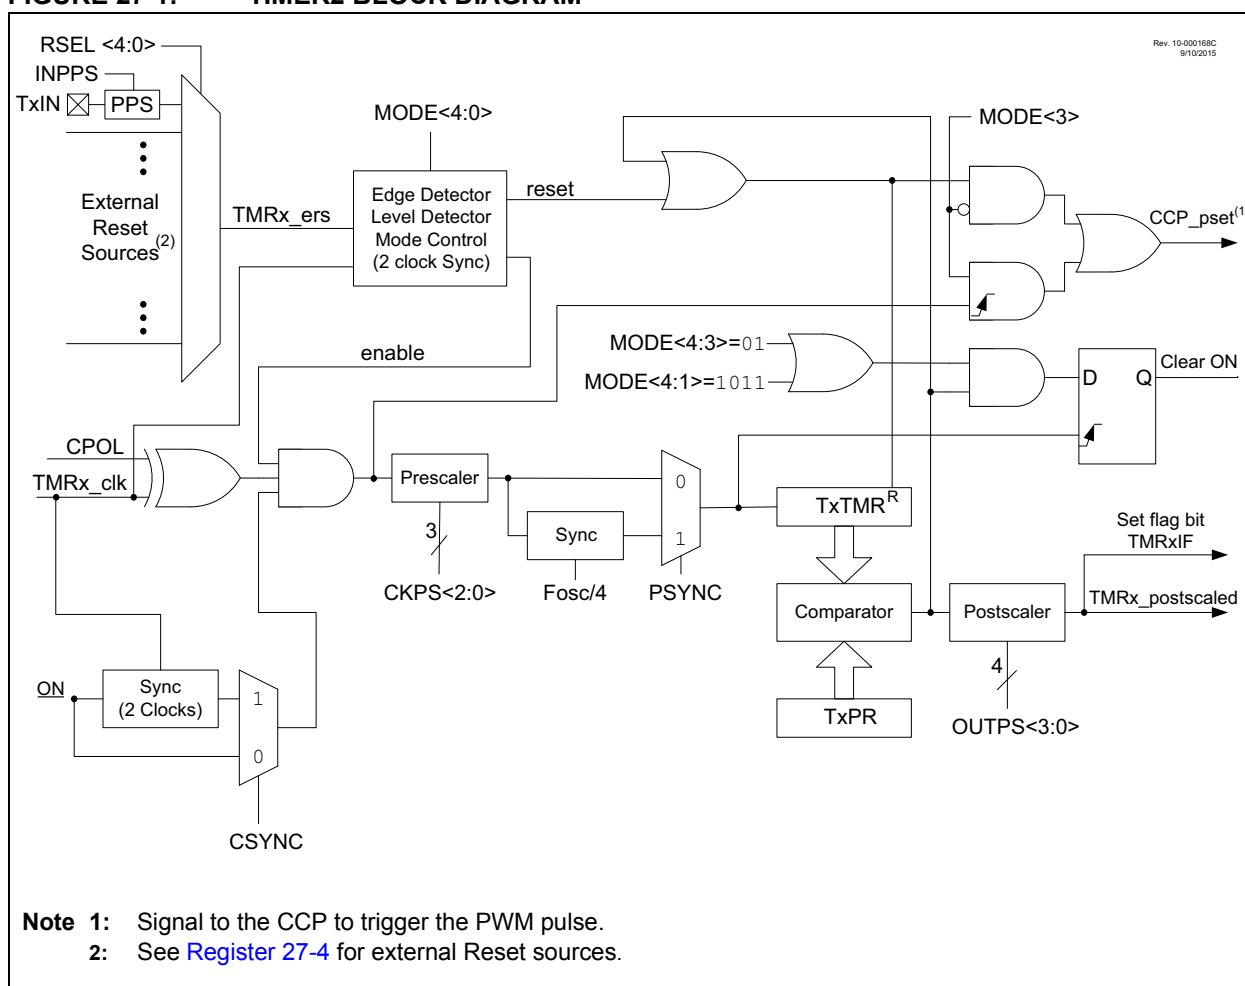 FIGURE 27-1: TIMER2 BLOCK DIAGRAM
Rev. 10-000168C
9/10/2015
RSEL <4:0>
INPPS
TxIN
PPS
External
Reset
Sources(2)
TMRx_ers
MODE<4:0>
Edge Detector
Level Detector
Mode Control
(2 clock Sync)
reset
enable
MODE<3>
CCP_pset(1
MODE<4:3>=01
MODE<4:1>=1011
D
Q
Clear ON
CPOL
TMRx_clk
Prescaler
3
CKPS<2:0>
Sync
Fosc/4
0
1
PSYNC
TxTMR R
Comparator
TxPR
Postscaler
4
OUTPS<3:0>
Set flag bit
TMRxIF
TMRx_postscaled
ON
Sync
(2 Clocks)
1
0
CSYNC
Note 1: Signal to the CCP to trigger the PWM pulse.
2: See Register 27-4 for external Reset sources.